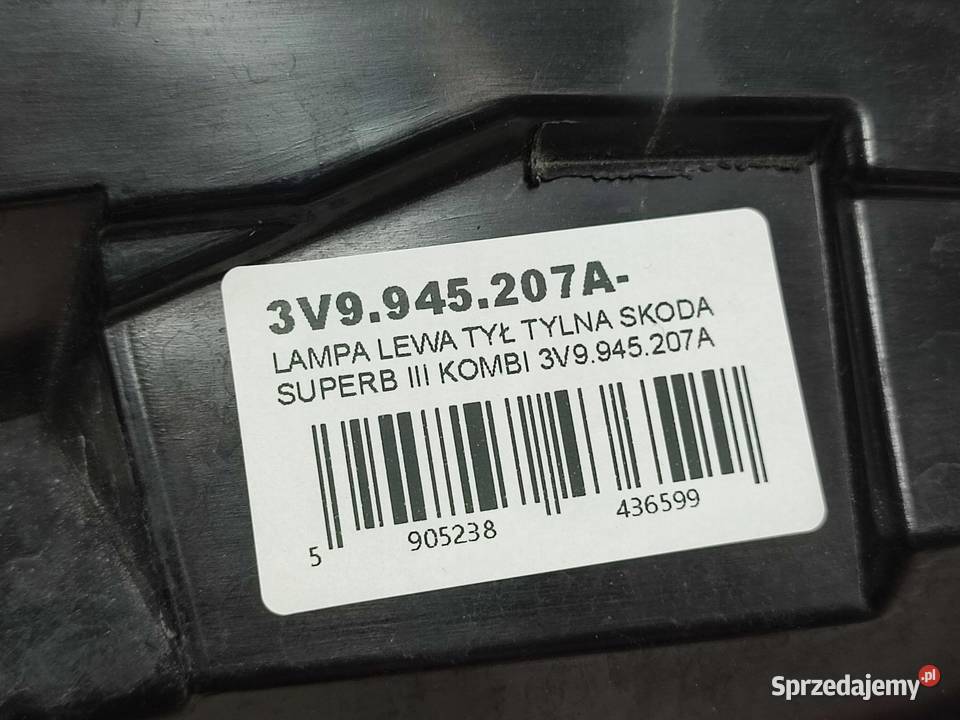 3V9.945.207A-
LAMPA LEWA TYŁ TYLNA SKODA
SUPERB III KOMBI 3V9.945.207A
5 905238 436599
Sprzedajemy.pl